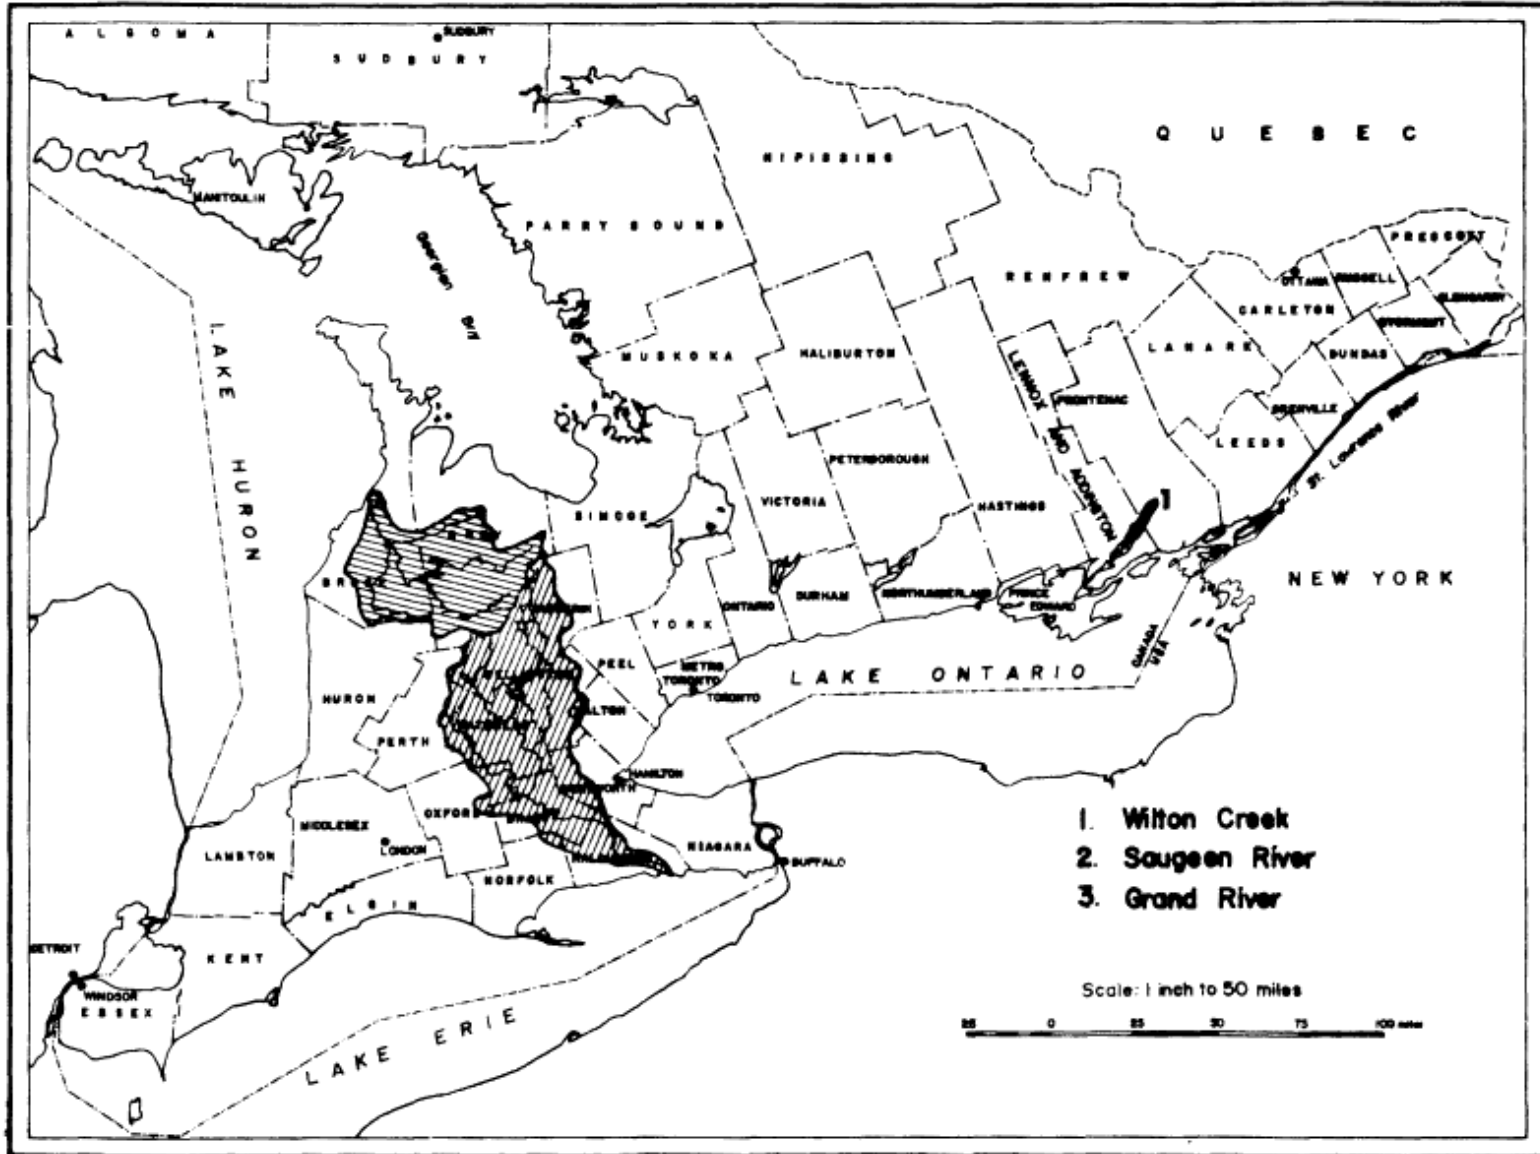 ALGOMA
SUDBURY
SUDBURY
QUEBEC
NIPISSING
MANITOULIN
PARRY SOUND
Georgian Bay
PRESCOTT
RENFREW
OTTAWA
RUSSELL
GLENGARRY
CARLETON
STORMONT
LAKE HURON
MUSKOKA
HALIBURTON
LANARK
DUNDAS
LENNOX AND ADDINGTON
FRONTENAC
GRENVILLE
LEEDS
St. Lawrence River
PETERBOROUGH
VICTORIA
HASTINGS
1
SIMCOE
GREY
BRUCE
NEW YORK
DURHAM
NORTHUMBERLAND
PRINCE EDWARD
ONTARIO
YORK
CANADA
USA
PEEL
METRO.
TORONTO
TORONTO
LAKE ONTARIO
HURON
HALTON
PERTH
HAMILTON
WENTWORTH
OXFORD
MIDDLESEX
LONDON
LAMBTON
NIAGARA
BUFFALO
NORFOLK
ELGIN
KENT
DETROIT
WINDSOR
ESSEX
LAKE ERIE
1. Wilton Creek
2. Saugeen River
3. Grand River
Scale: 1 inch to 50 miles
25 0 25 50 75 100 miles